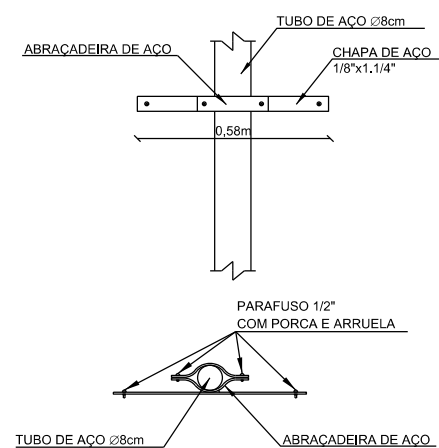 TUBO DE AÇO ∅8cm
ABRAÇADEIRA DE AÇO
CHAPA DE AÇO
1/8"x1.1/4"
0,58m
PARAFUSO 1/2"
COM PORCA E ARRUELA
TUBO DE AÇO ∅8cm
ABRAÇADEIRA DE AÇO